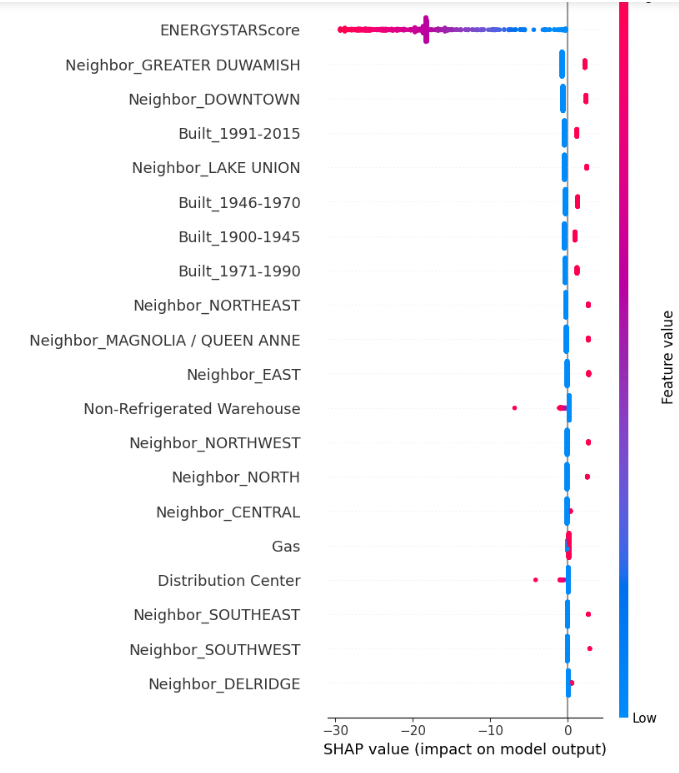 ENERGYSTARScore
Neighbor_GREATER DUWAMISH
Neighbor_DOWNTOWN
Built_1991-2015
Neighbor_LAKE UNION
Built_1946-1970
Built_1900-1945
Built_1971-1990
Neighbor_NORTHEAST
Neighbor_MAGNOLIA / QUEEN ANNE
Neighbor_EAST
Non-Refrigerated Warehouse
Neighbor_NORTHWEST
Neighbor_NORTH
Neighbor_CENTRAL
Gas
Distribution Center
Neighbor_SOUTHEAST
Neighbor_SOUTHWEST
Neighbor_DELRIDGE
−30 −20 −10 0
SHAP value (impact on model output)
Low
Feature value